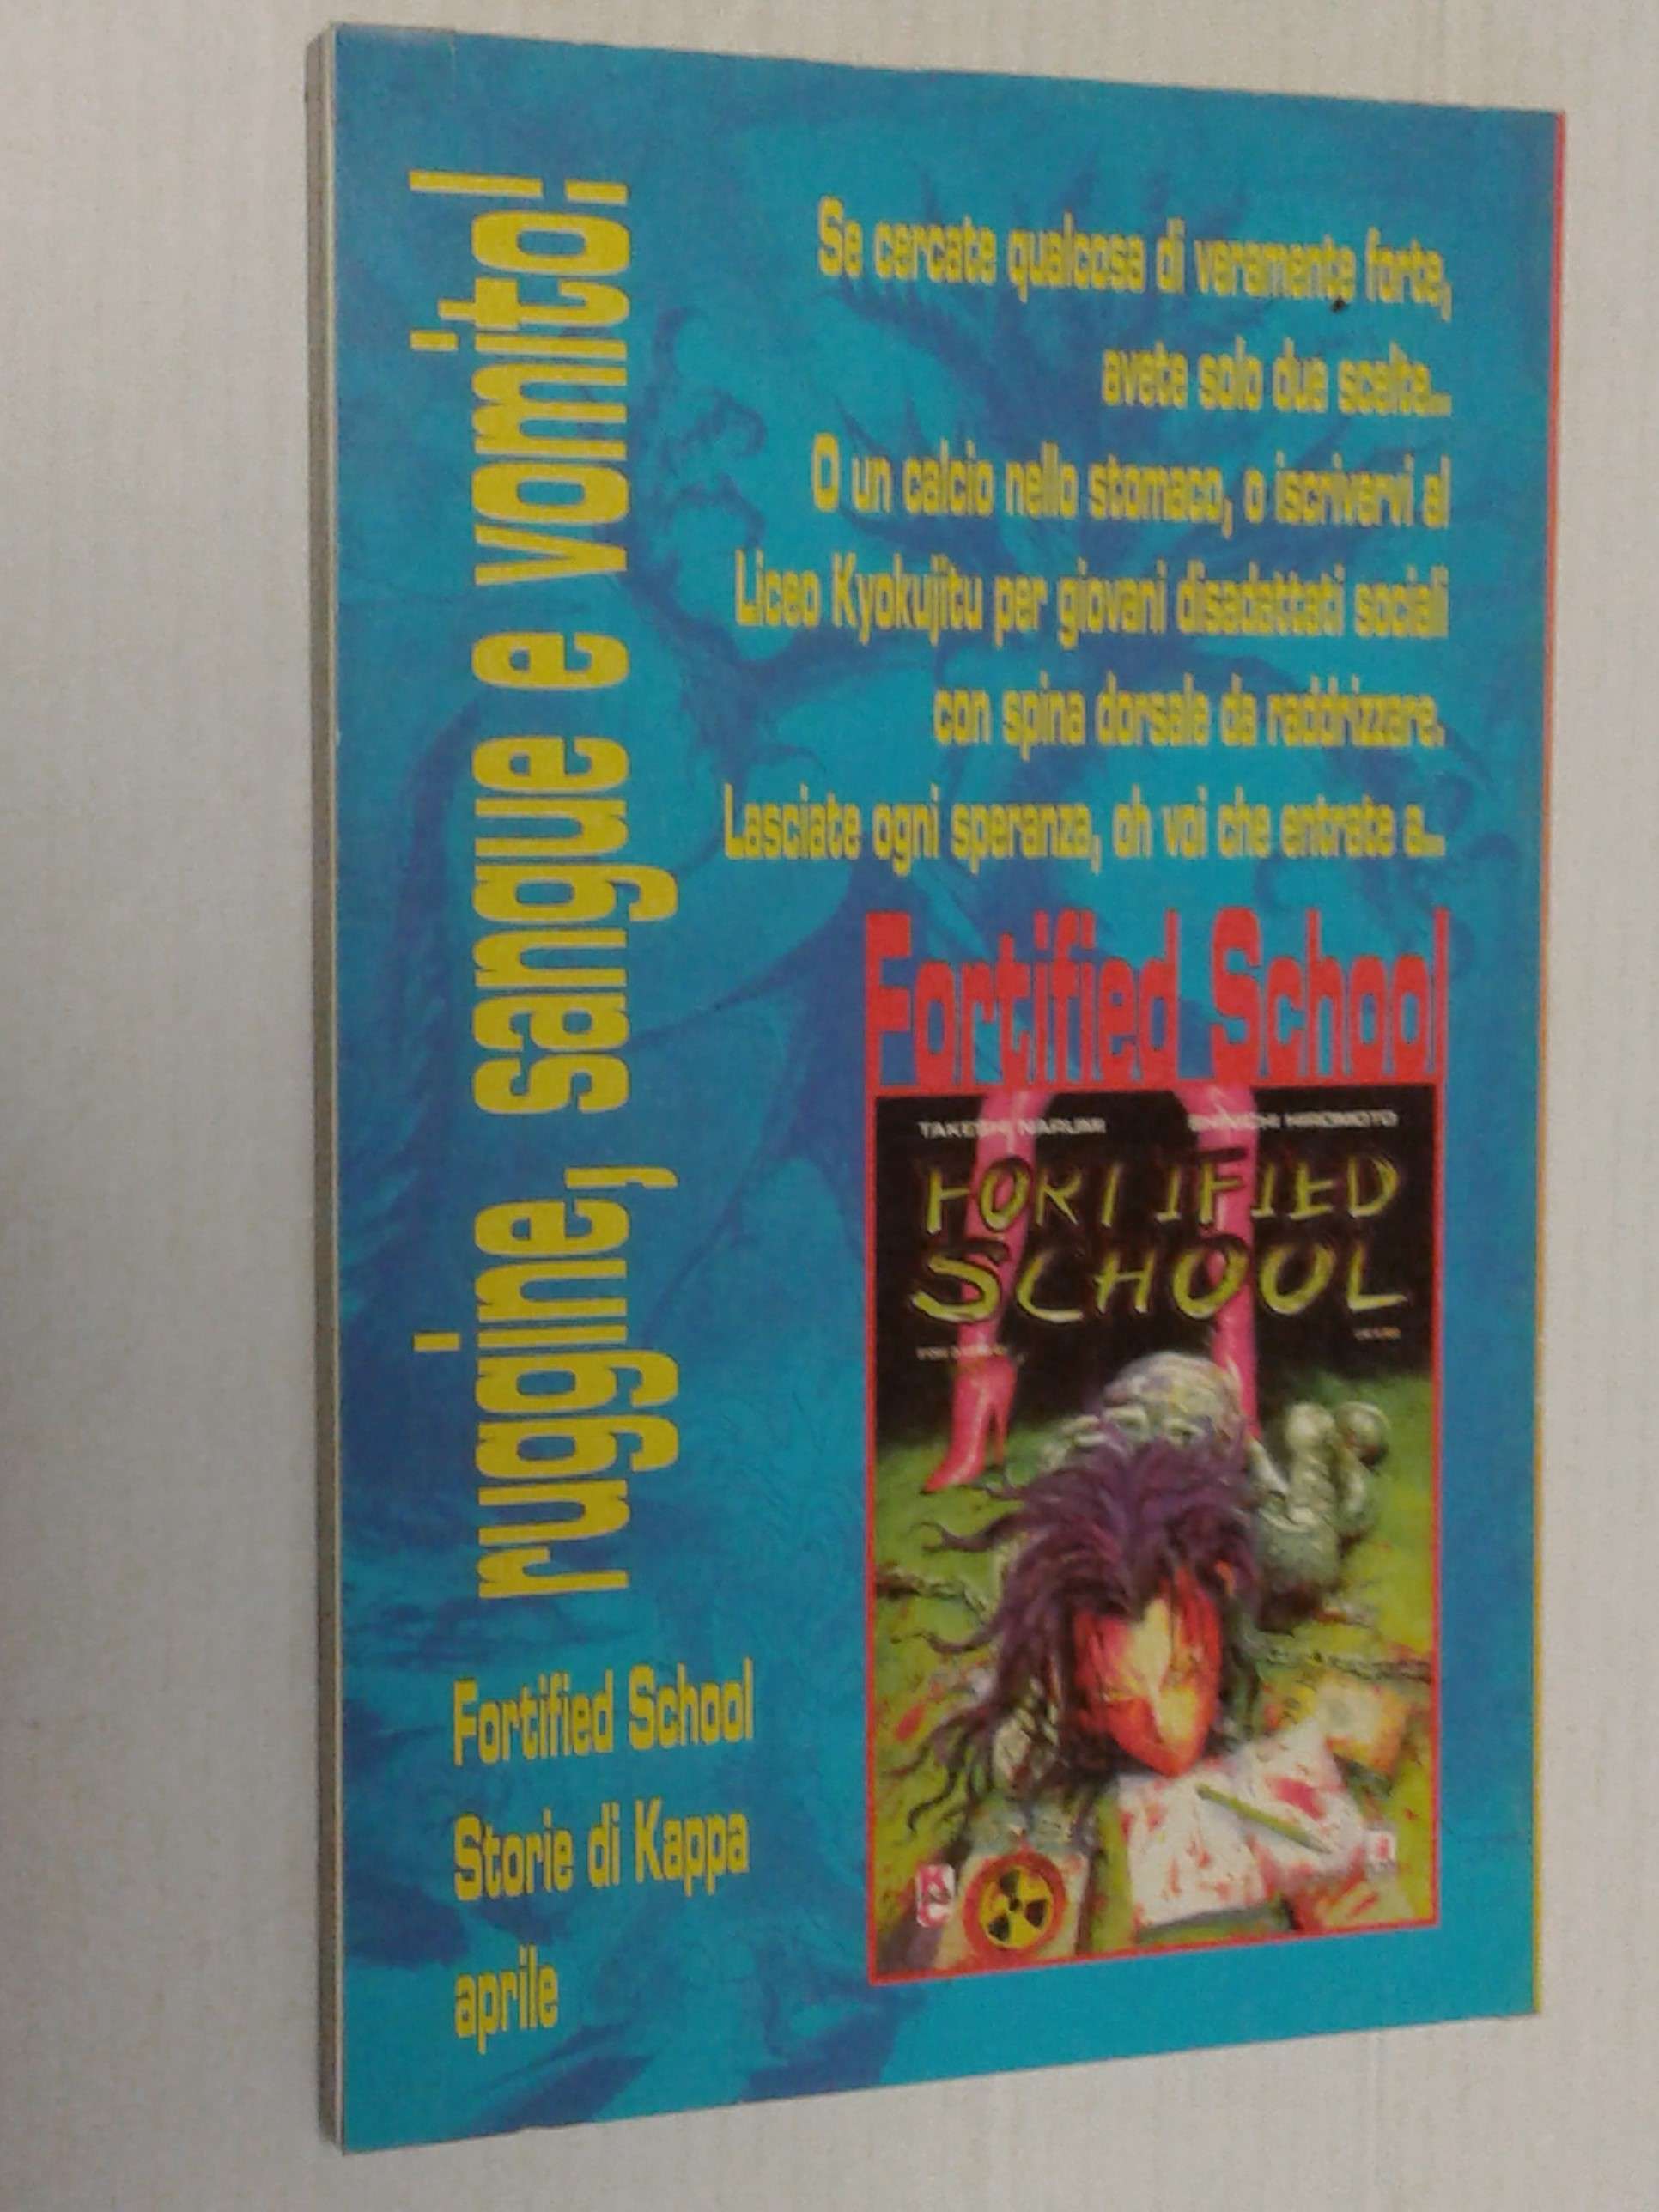 ruggine, sangue e vomito!
Se cercate qualcosa di veramente forte,
avete solo due scelte...
O un calcio nello stomaco, o iscrivervi al
Liceo Kyokujitu per giovani disadattati sociali
con spina dorsale da raddrizzare.
Lasciate ogni speranza, oh voi che entrate a...
Fortified School
TAKESHI NARUMI SHINICHI HIROMOTO
FORTIFIED
SCHOOL
Fortified School
Storie di Kappa
aprile